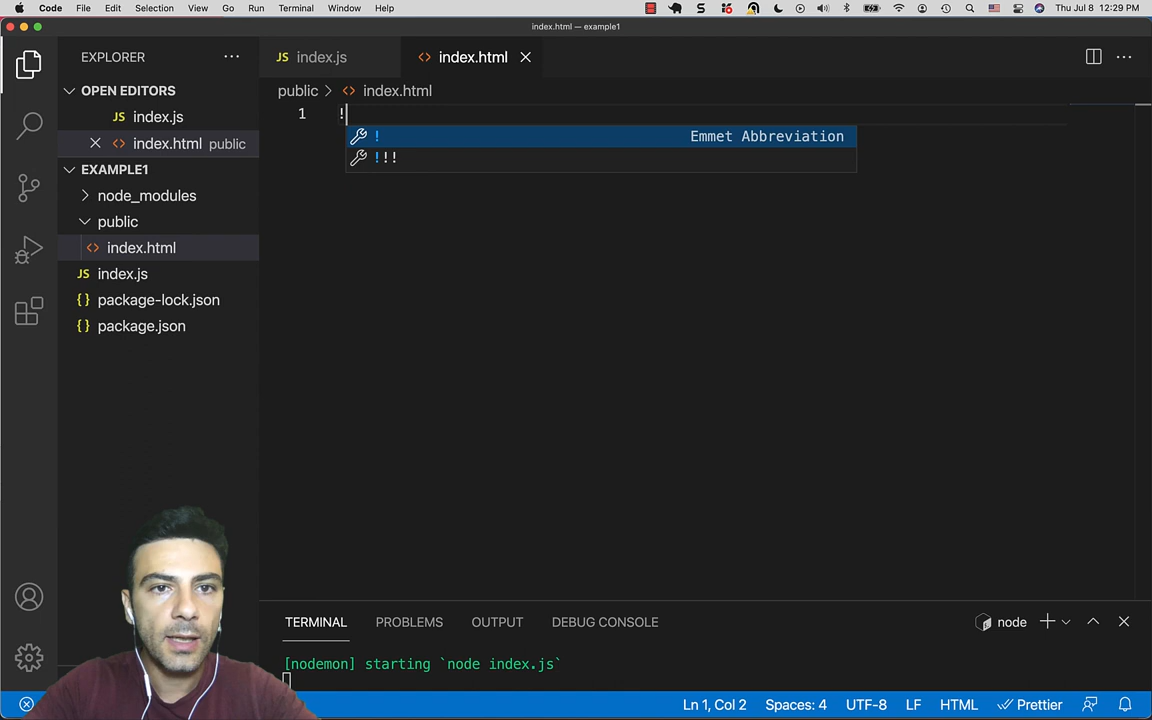 Code File Edit Selection View Go Run Terminal Window Help
Thu Jul 8 12:29 PM
index.html — example1
EXPLORER
JS index.js
index.html
OPEN EDITORS
JS index.js
index.html public
EXAMPLE1
node_modules
public
index.html
JS index.js
{ } package-lock.json
{ } package.json
public > index.html
1 !
! Emmet Abbreviation
!!!
TERMINAL PROBLEMS OUTPUT DEBUG CONSOLE
node
[nodemon] starting `node index.js`
Ln 1, Col 2 Spaces: 4 UTF-8 LF HTML Prettier